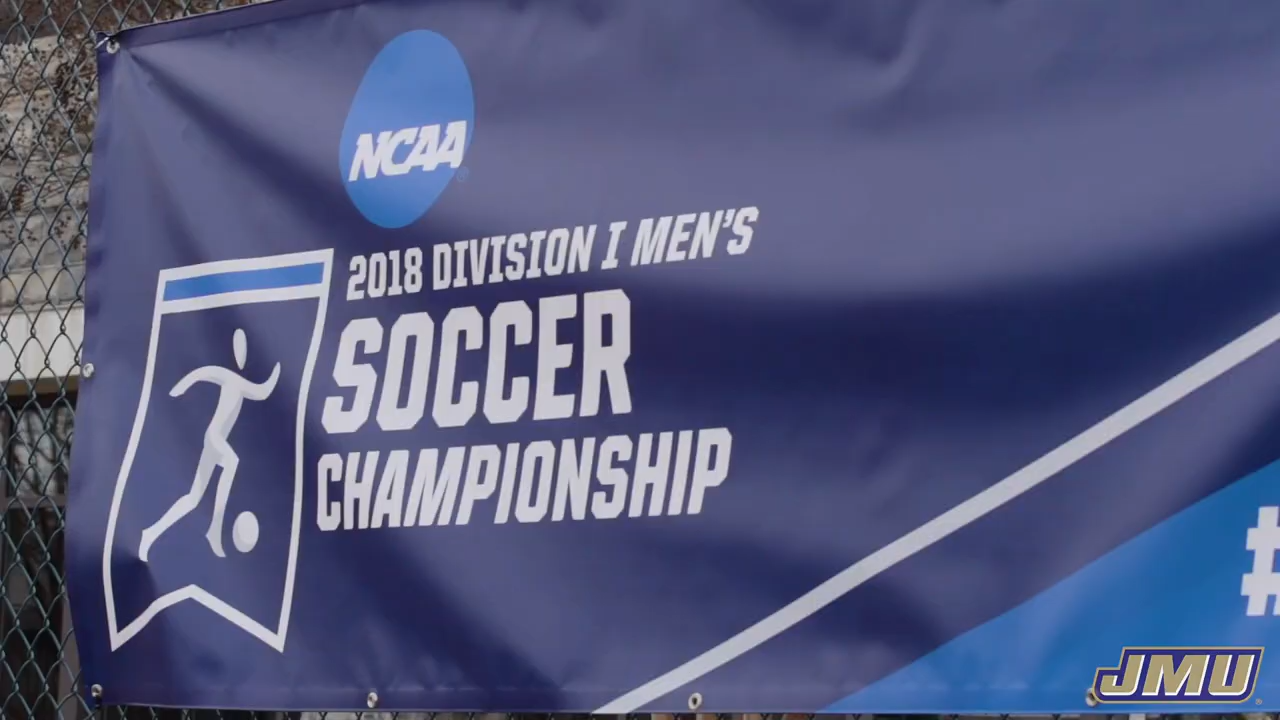 NCAA
2018 DIVISION I MEN'S
SOCCER
CHAMPIONSHIP
#
JMU